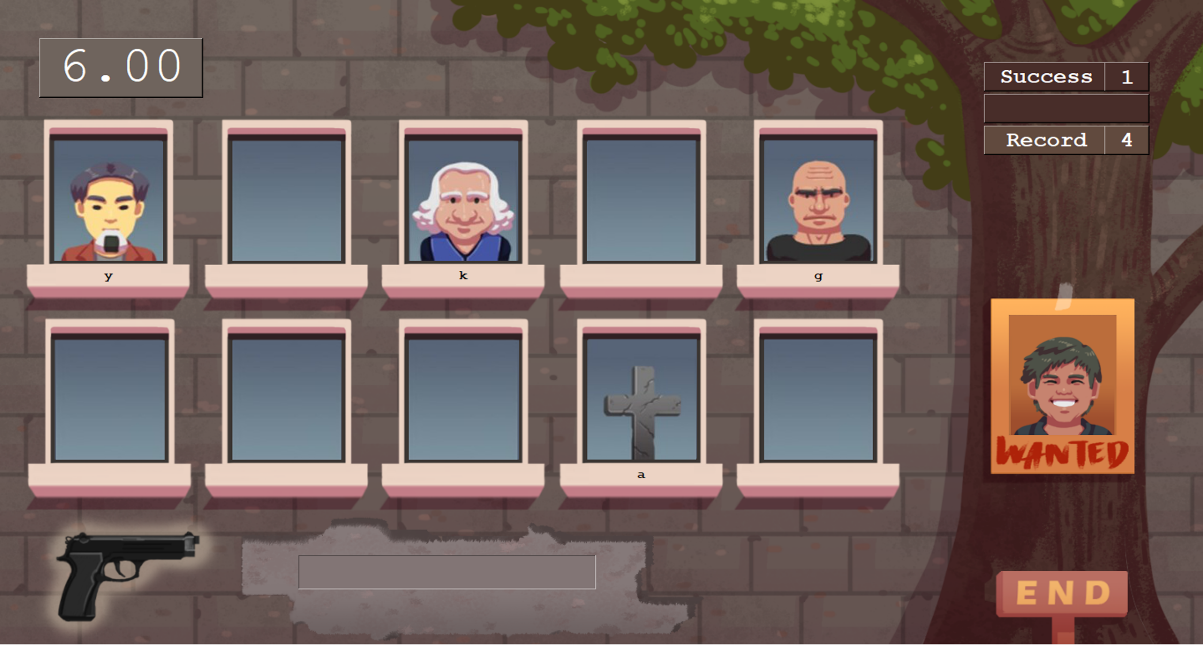 6.00
Success 1
Record 4
y
k
g
a
WANTED
END